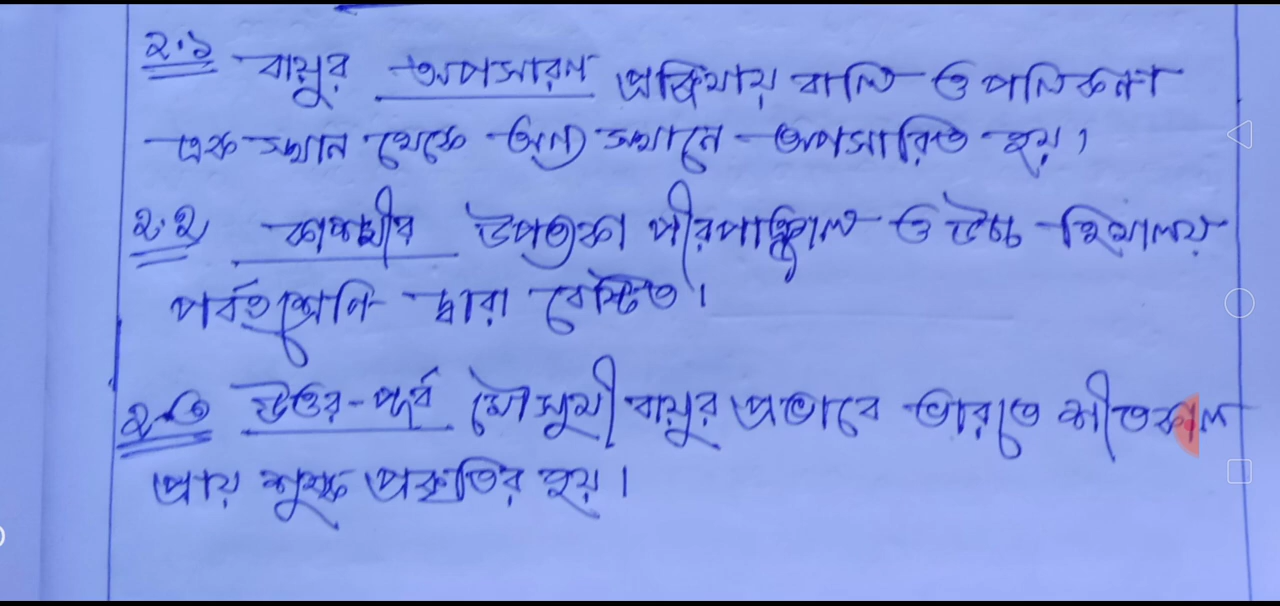 ২.১ বায়ুর অপসারণ প্রক্রিয়ায় বালি ও পলিকণা
এক স্থান থেকে অন্য স্থানে অপসারিত হয়।
২.২ কাশ্মীর উপত্যকা পীরপাঞ্জাল ও উচ্চ হিমালয়
পর্বতশ্রেণি দ্বারা বেষ্টিত।
২.৩ উত্তর-পূর্ব মৌসুমী বায়ুর প্রভাবে ভারতে শীতকাল
প্রায় শুষ্ক প্রকৃতির হয়।